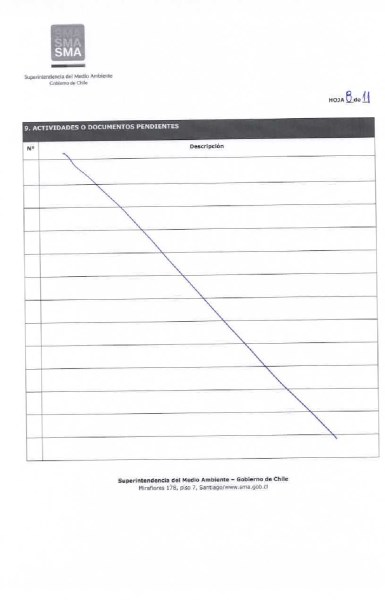 SMA
SMA
SMA
Superintendencia del Medio Ambiente
Gobierno de Chile
HOJA 8 de 11
9. ACTIVIDADES O DOCUMENTOS PENDIENTES
N° Descripción
Superintendencia del Medio Ambiente – Gobierno de Chile
Miraflores 178, piso 7, Santiago/www.sma.gob.cl